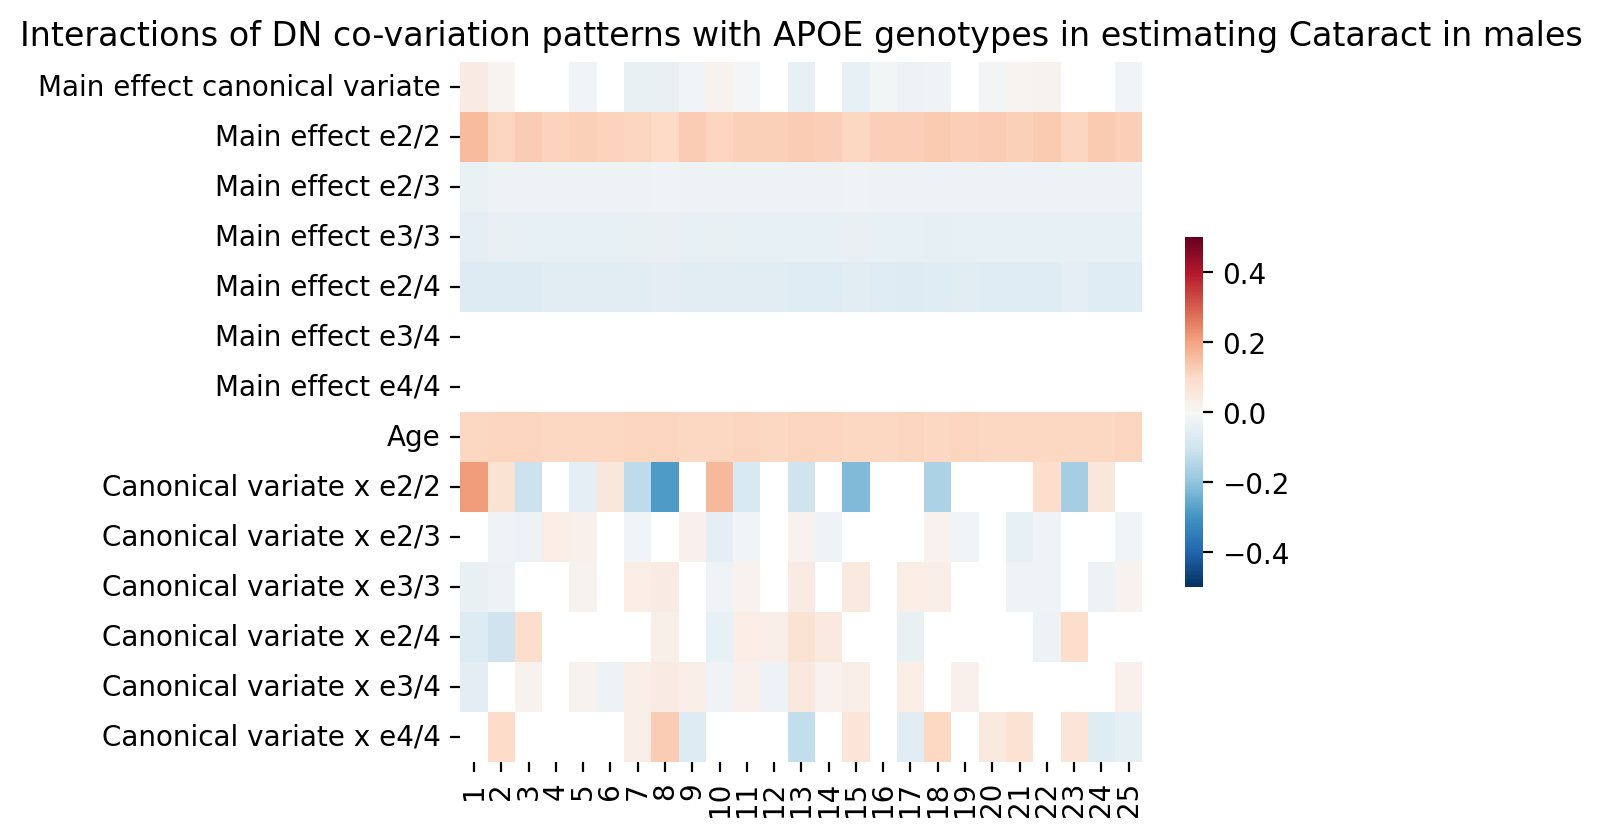 Interactions of DN co-variation patterns with APOE genotypes in estimating Cataract in males
Main effect canonical variate
Main effect e2/2
Main effect e2/3
Main effect e3/3
Main effect e2/4
Main effect e3/4
Main effect e4/4
Age
Canonical variate x e2/2
Canonical variate x e2/3
Canonical variate x e3/3
Canonical variate x e2/4
Canonical variate x e3/4
Canonical variate x e4/4
1 2 3 4 5 6 7 8 9 10 11 12 13 14 15 16 17 18 19 20 21 22 23 24 25
0.4
0.2
0.0
−0.2
−0.4